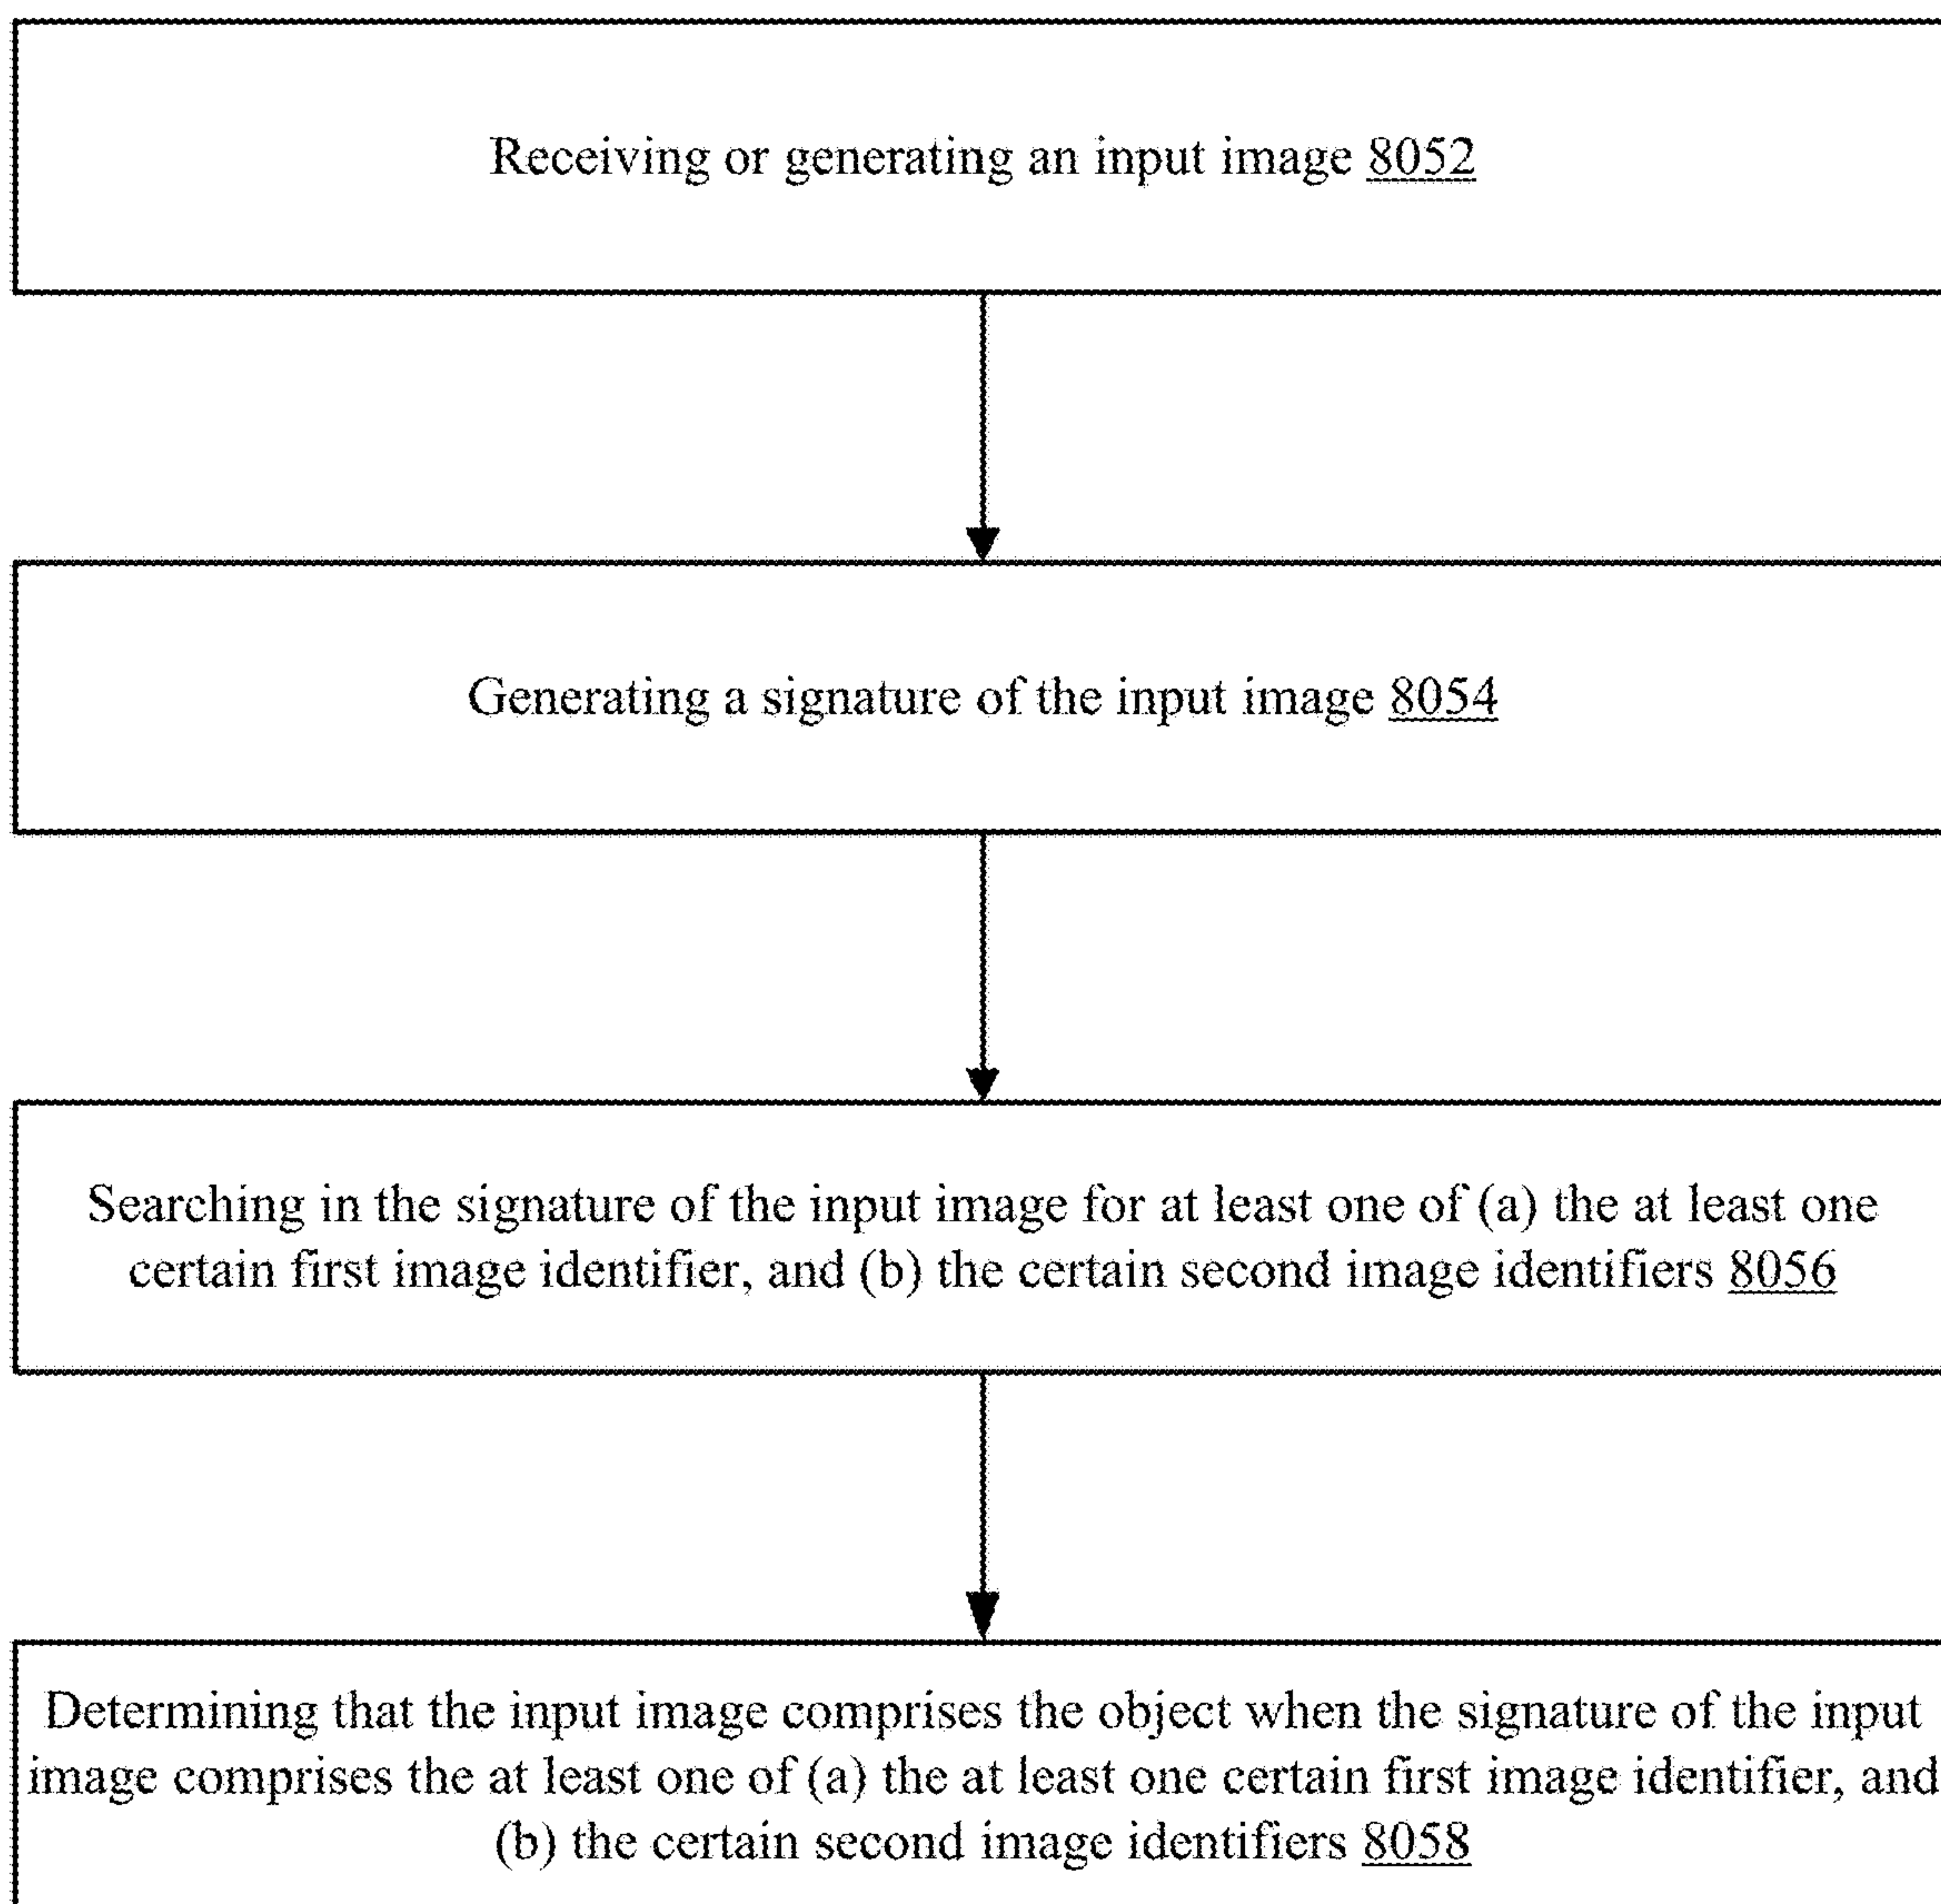 Receiving or generating an input image 8052
Generating a signature of the input image 8054
Searching in the signature of the input image for at least one of (a) the at least one
certain first image identifier, and (b) the certain second image identifiers 8056
Determining that the input image comprises the object when the signature of the input
image comprises the at least one of (a) the at least one certain first image identifier, and
(b) the certain second image identifiers 8058